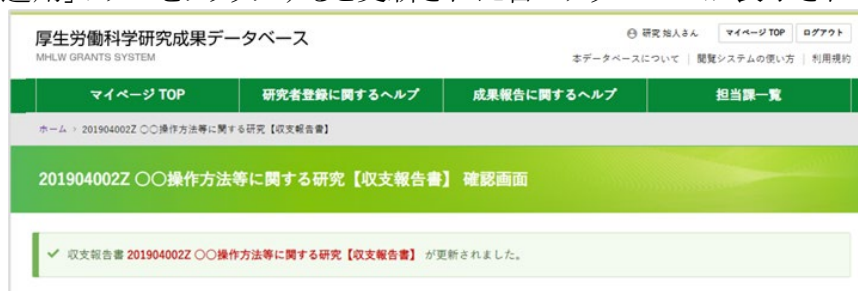 厚生労働科学研究成果データベース
MHLW GRANTS SYSTEM
研究 始人さん マイページ TOP ログアウト
本データベースについて | 閲覧システムの使い方 | 利用規約
マイページ TOP 研究者登録に関するヘルプ 成果報告に関するヘルプ 担当課一覧
ホーム > 201904002Z 〇〇操作方法等に関する研究【収支報告書】
201904002Z 〇〇操作方法等に関する研究【収支報告書】 確認画面
✓ 収支報告書 201904002Z 〇〇操作方法等に関する研究【収支報告書】 が更新されました。